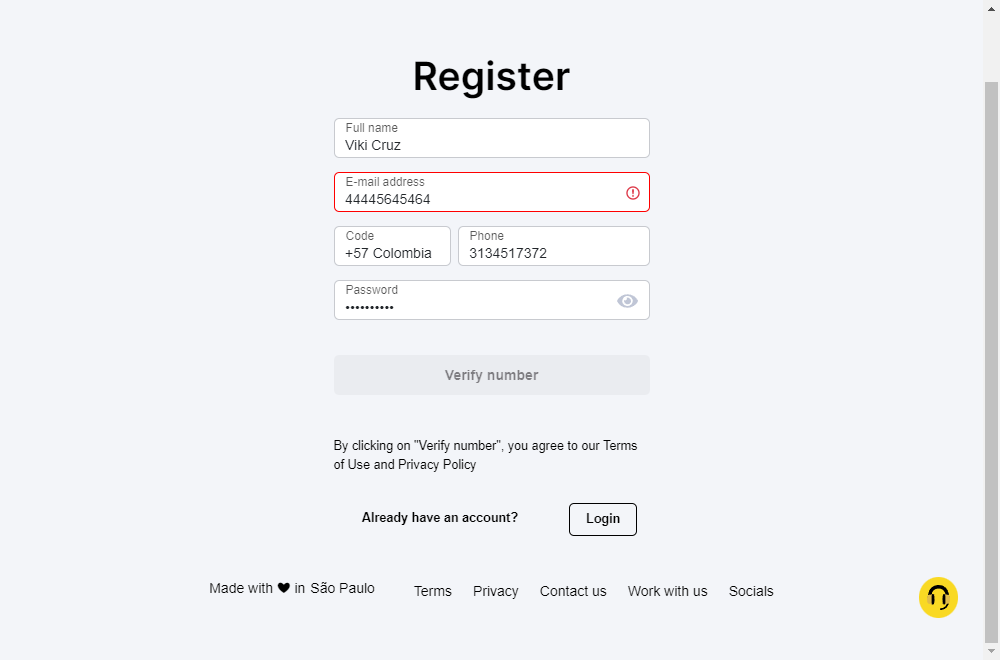 Register
Full name
Viki Cruz
E-mail address
44445645464
Code
+57 Colombia
Phone
3134517372
Password
••••••••••
Verify number
By clicking on "Verify number", you agree to our Terms
of Use and Privacy Policy
Already have an account?
Login
Made with ♥ in São Paulo
Terms
Privacy
Contact us
Work with us
Socials